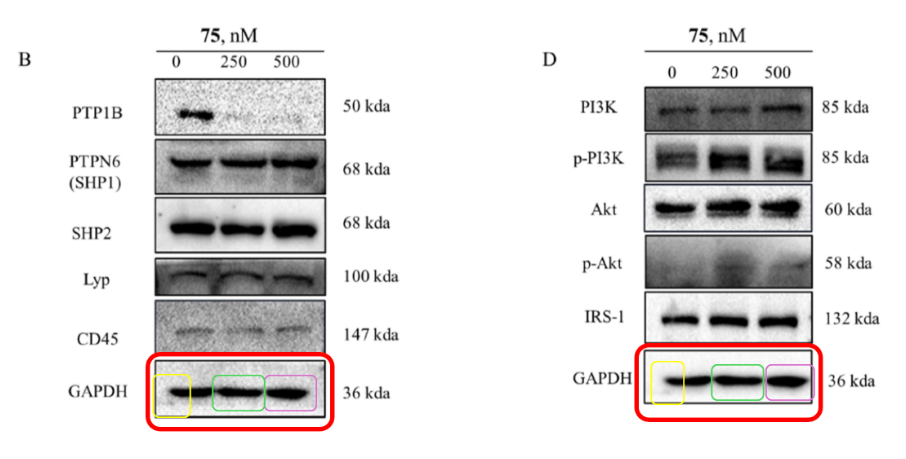 B
75, nM
0 250 500
PTP1B 50 kda
PTPN6
(SHP1) 68 kda
SHP2 68 kda
Lyp 100 kda
CD45 147 kda
GAPDH 36 kda
D
75, nM
0 250 500
PI3K 85 kda
p-PI3K 85 kda
Akt 60 kda
p-Akt 58 kda
IRS-1 132 kda
GAPDH 36 kda